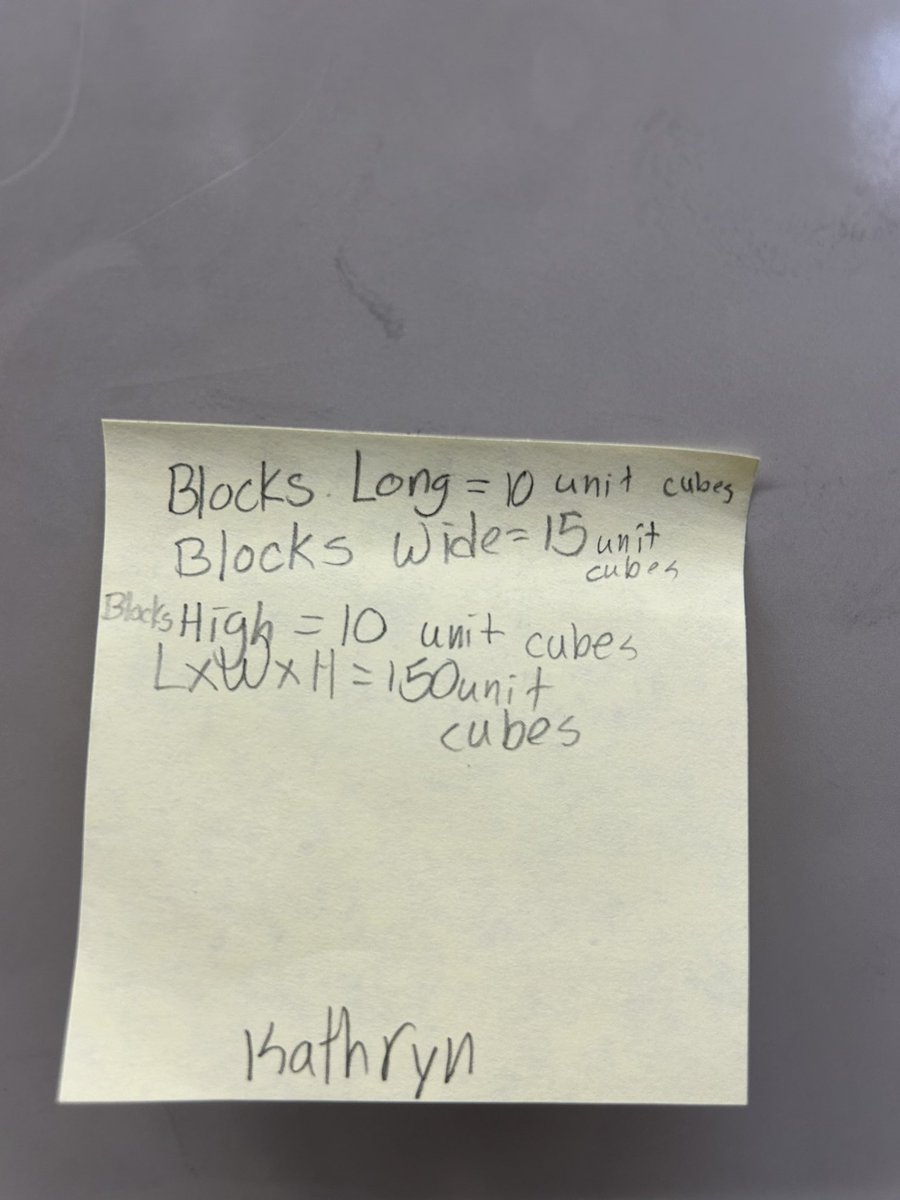 Blocks Long = 10 unit cubes
Blocks Wide = 15 unit
cubes
Blocks High = 10 unit cubes
LxWxH = 150 unit
cubes
Kathryn